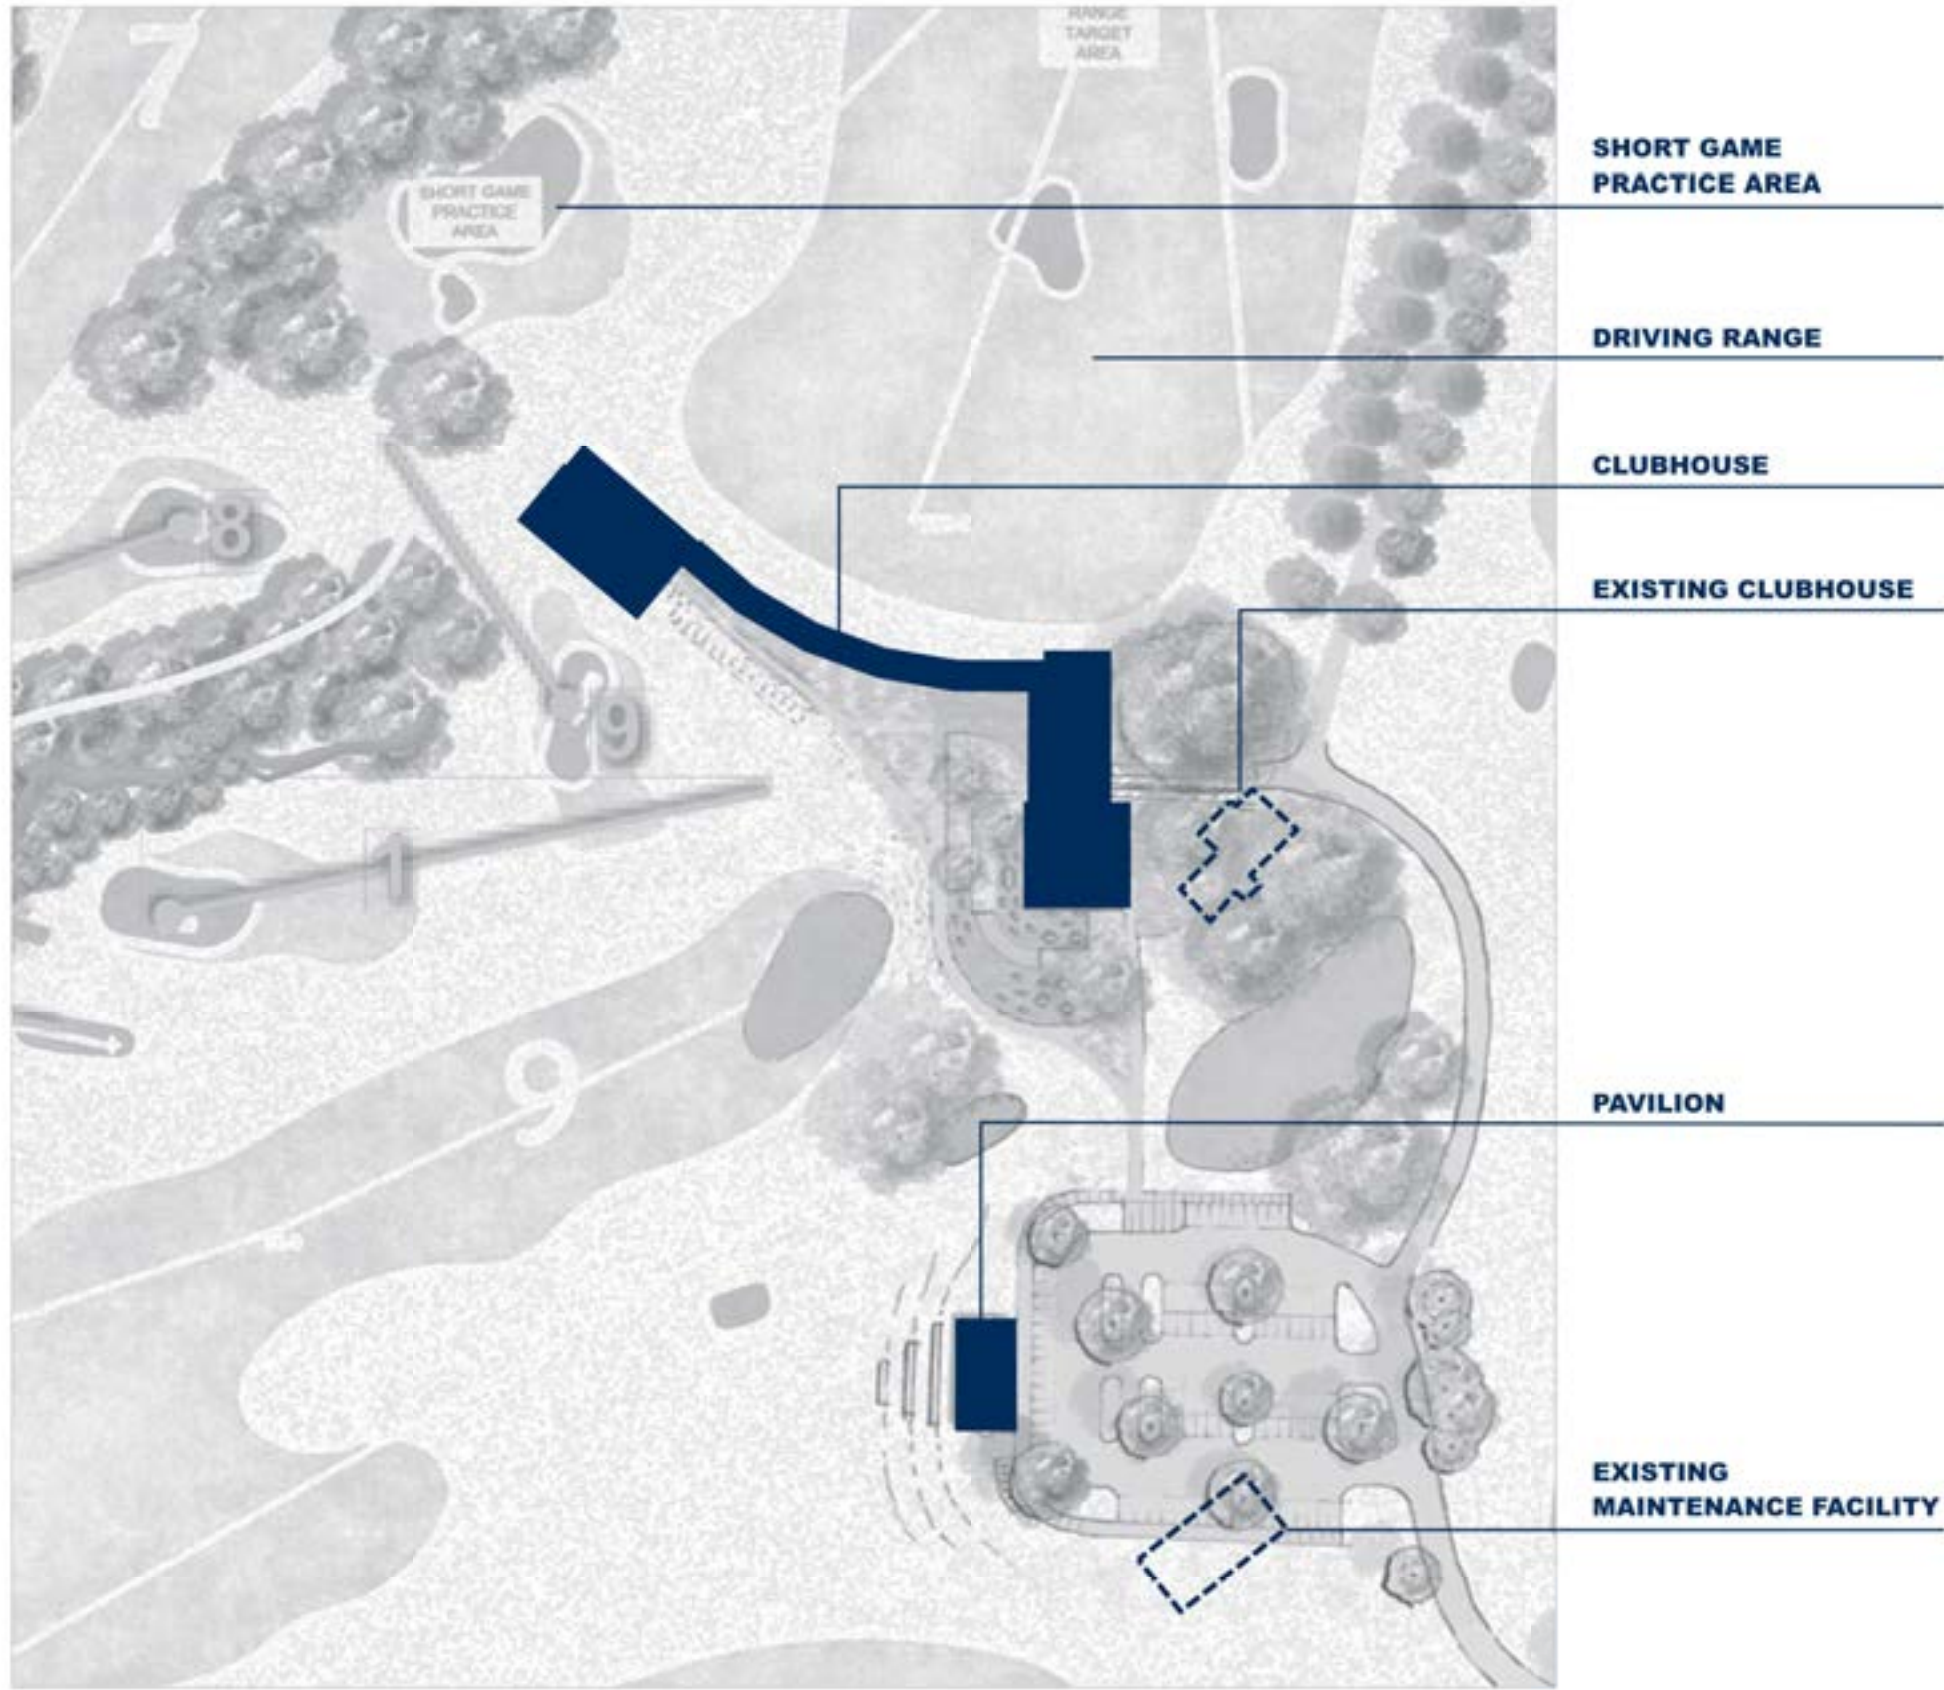 7
RANGE
TARGET
AREA
SHORT GAME
PRACTICE AREA
SHORT GAME
PRACTICE
AREA
DRIVING RANGE
CLUBHOUSE
8
EXISTING CLUBHOUSE
9
1
9
PAVILION
EXISTING
MAINTENANCE FACILITY